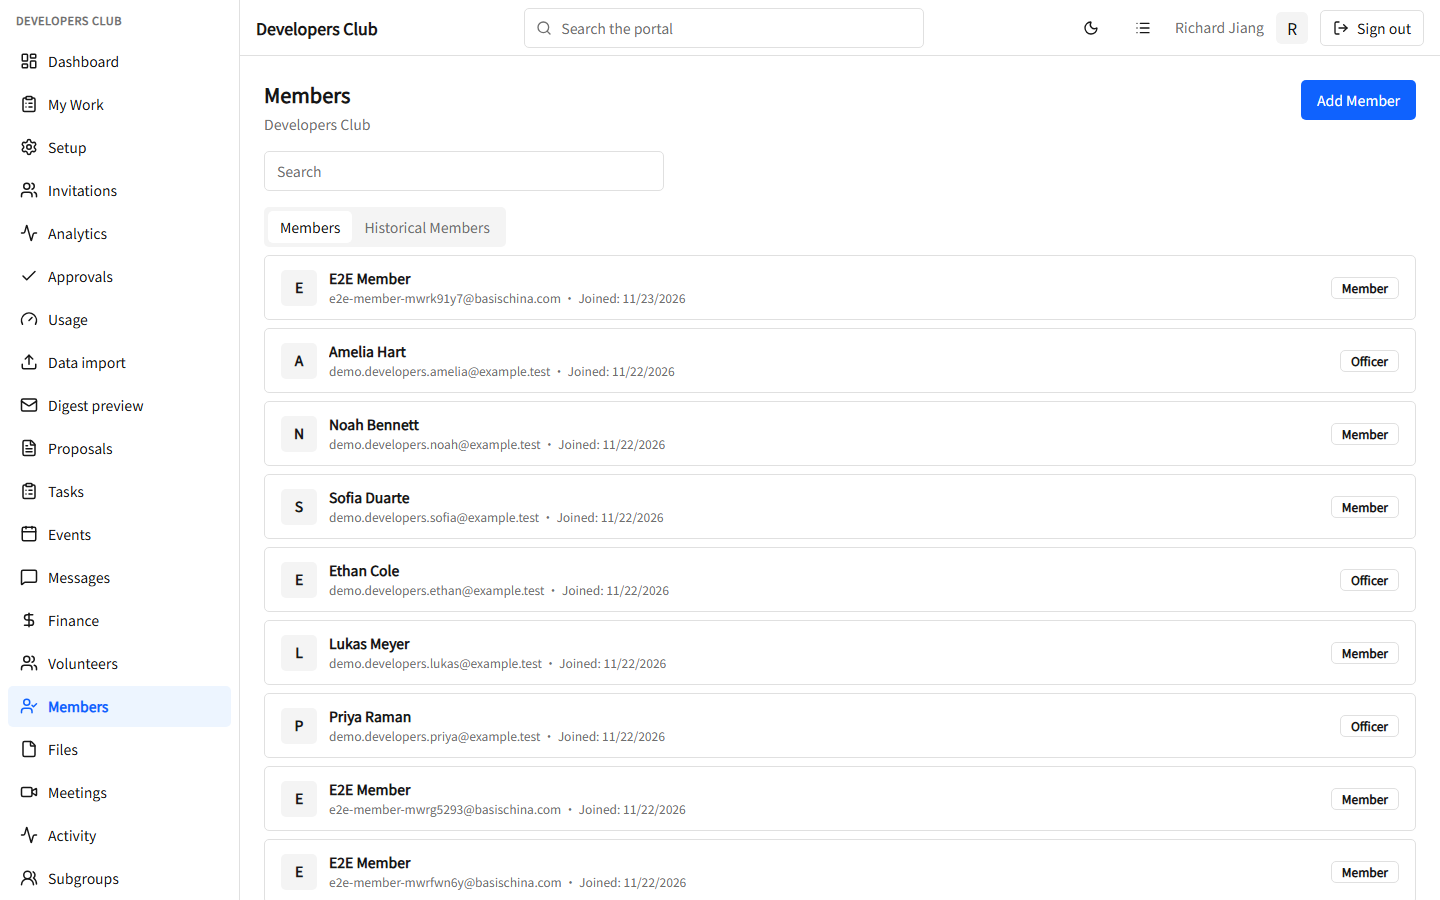 DEVELOPERS CLUB
Dashboard
My Work
Setup
Invitations
Analytics
Approvals
Usage
Data import
Digest preview
Proposals
Tasks
Events
Messages
Finance
Volunteers
Members
Files
Meetings
Activity
Subgroups
Developers Club
Search the portal
Richard Jiang
R
Sign out
Members
Developers Club
Add Member
Search
Members
Historical Members
E
E2E Member
e2e-member-mwrk91y7@basischina.com • Joined: 11/23/2026
Member
A
Amelia Hart
demo.developers.amelia@example.test • Joined: 11/22/2026
Officer
N
Noah Bennett
demo.developers.noah@example.test • Joined: 11/22/2026
Member
S
Sofia Duarte
demo.developers.sofia@example.test • Joined: 11/22/2026
Member
E
Ethan Cole
demo.developers.ethan@example.test • Joined: 11/22/2026
Officer
L
Lukas Meyer
demo.developers.lukas@example.test • Joined: 11/22/2026
Member
P
Priya Raman
demo.developers.priya@example.test • Joined: 11/22/2026
Officer
E
E2E Member
e2e-member-mwrg5293@basischina.com • Joined: 11/22/2026
Member
E
E2E Member
e2e-member-mwrfwn6y@basischina.com • Joined: 11/22/2026
Member